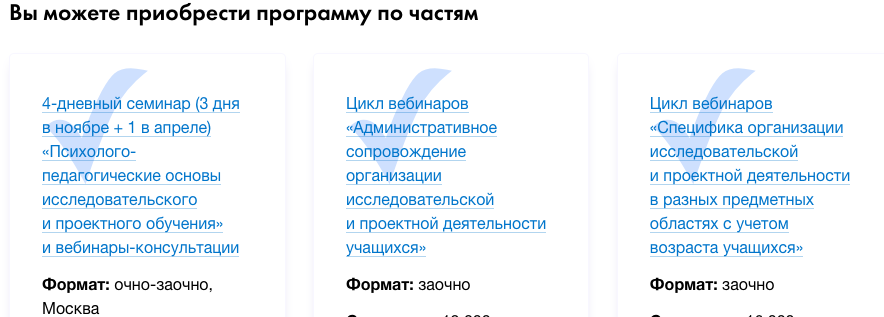 Вы можете приобрести программу по частям
4-дневный семинар (3 дня
в ноябре + 1 в апреле)
«Психолого-
педагогические основы
исследовательского
и проектного обучения»
и вебинары-консультации
Формат: очно-заочно,
Москва
Цикл вебинаров
«Административное
сопровождение
организации
исследовательской
и проектной деятельности
учащихся»
Формат: заочно
Цикл вебинаров
«Специфика организации
исследовательской
и проектной деятельности
в разных предметных
областях с учетом
возраста учащихся»
Формат: заочно